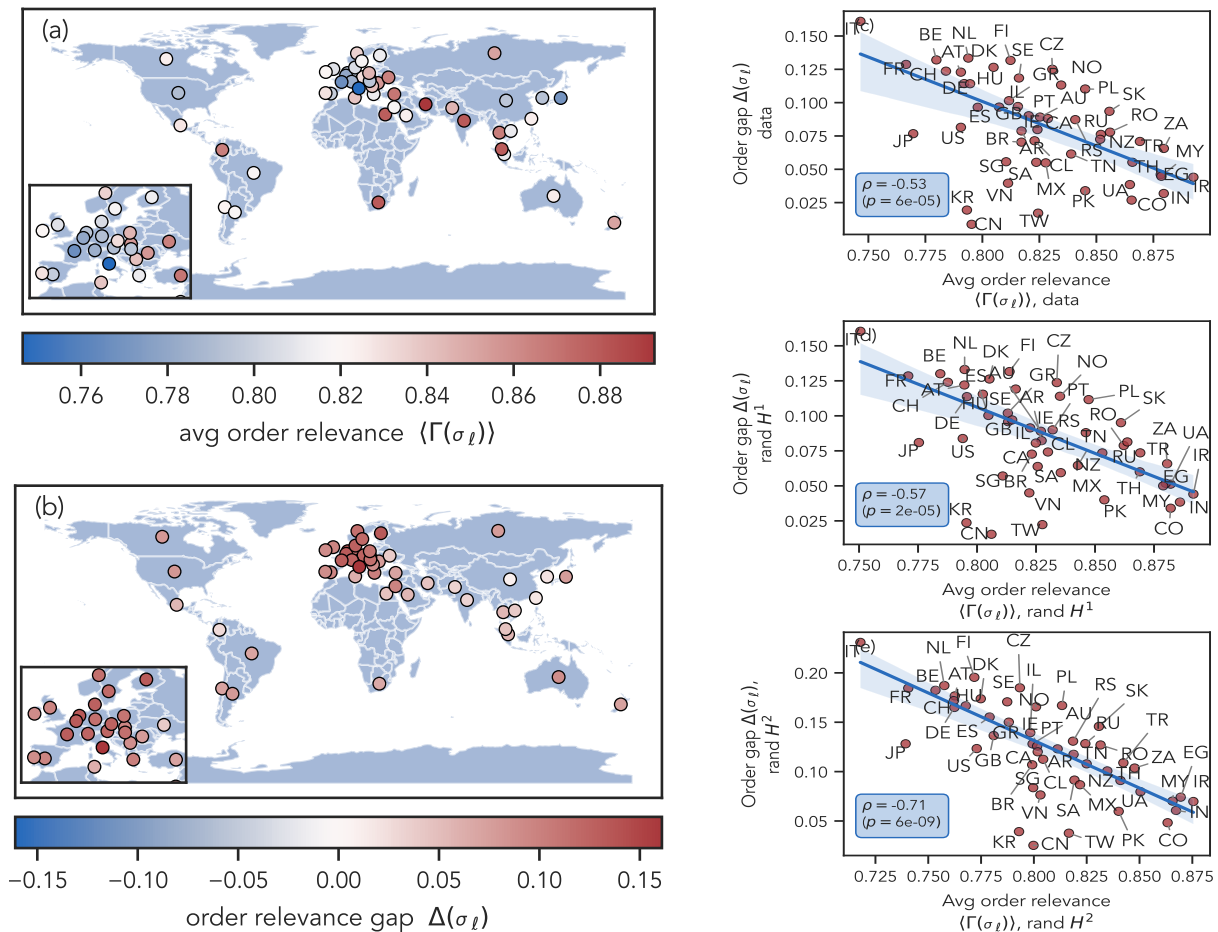 (a)
0.76 0.78 0.80 0.82 0.84 0.86 0.88
avg order relevance ⟨Γ(σℓ)⟩
(b)
−0.15 −0.10 −0.05 0.00 0.05 0.10 0.15
order relevance gap Δ(σℓ)
Order gap Δ(σℓ)
data
0.150
0.125
0.100
0.075
0.050
0.025
IT(c)
BE NL FI
AT DK SE CZ
FR CH HU GR NO
DE IL PL
ES GB PT AU SK
IE CA RU RO
JP US BR NZ ZA
AR RS TR MY
SG SA CL TN TH EG
VN MX UA IR
KR PK CO IN
CN TW
ρ = -0.53
(p = 6e-05)
0.750 0.775 0.800 0.825 0.850 0.875
Avg order relevance
⟨Γ(σℓ)⟩, data
Order gap Δ(σℓ)
rand H¹
0.150
0.125
0.100
0.075
0.050
0.025
IT(d)
BE NL DK FI CZ
FR AT ES AU GR NO
CH HU SE AR PT PL
DE GB IL IE RS RO SK
JP US CL TN ZA UA
CA NZ RU TR IR
SG BR SA MX TH EG
KR VN PK MY IN
CN TW CO
ρ = -0.57
(p = 2e-05)
0.750 0.775 0.800 0.825 0.850 0.875
Avg order relevance
⟨Γ(σℓ)⟩, rand H¹
Order gap Δ(σℓ),
rand H²
0.20
0.15
0.10
0.05
IT(e)
NL FI CZ
BE AT DK SE IL PL
FR CH HU NO RS SK
DE ES GR IE PT AU RU TR
JP US GB CA AR TN RO ZA EG
SG CL NZ TH MY IR
BR VN SA MX UA IN
KR CN TW PK CO
ρ = -0.71
(p = 6e-09)
0.725 0.750 0.775 0.800 0.825 0.850 0.875
Avg order relevance
⟨Γ(σℓ)⟩, rand H²